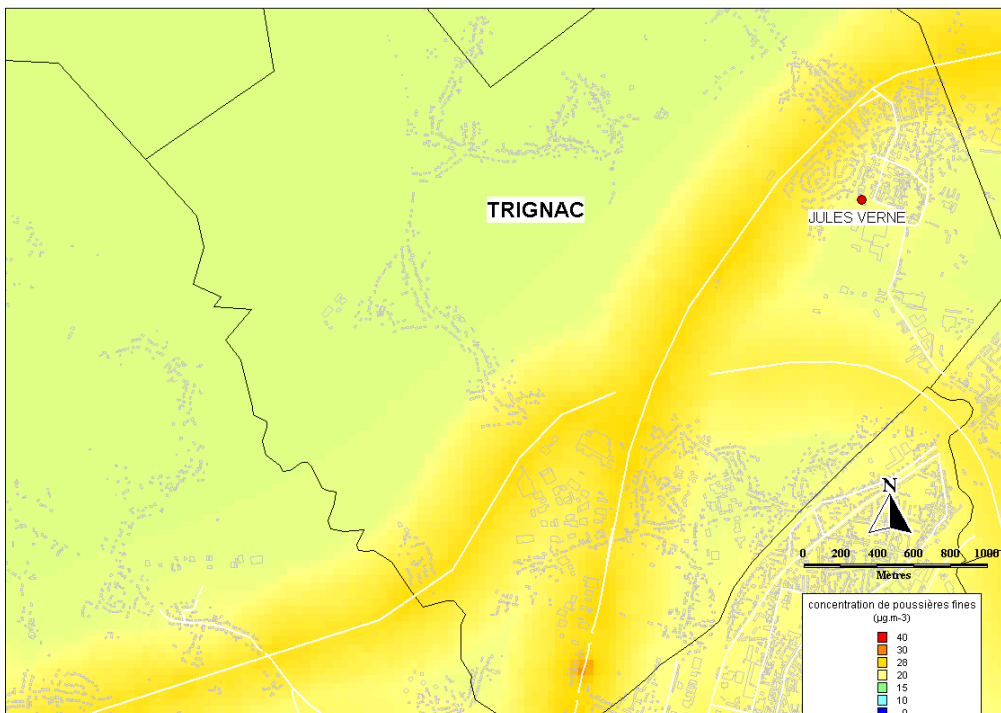 TRIGNAC
JULES VERNE
N
0 200 400 600 800 1000
Mètres
concentration de poussières fines
(µg.m-3)
40
30
28
20
15
10
0